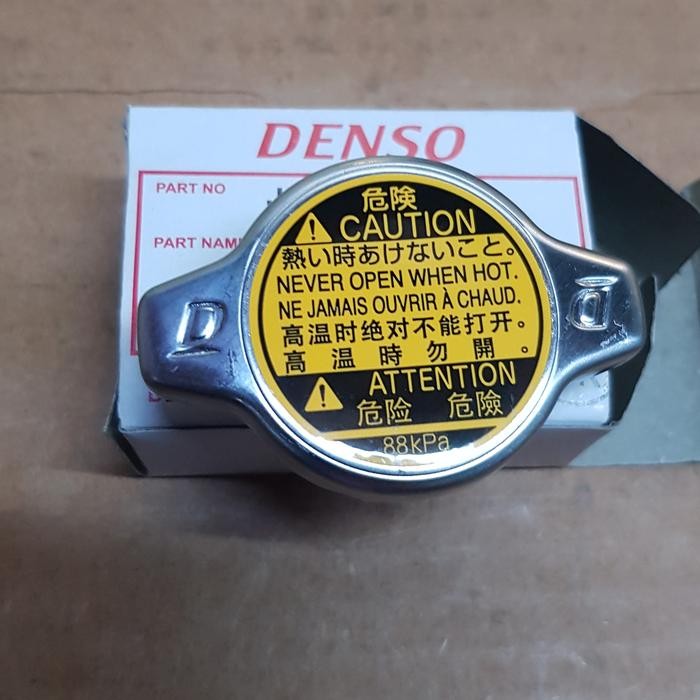 DENSO
PART NO
PART NAM
危険
CAUTION
熱い時あけないこと。
NEVER OPEN WHEN HOT.
NE JAMAIS OUVRIR À CHAUD.
高温时绝对不能打开。
高温時勿開。
ATTENTION
危险 危險
88kPa
D
D